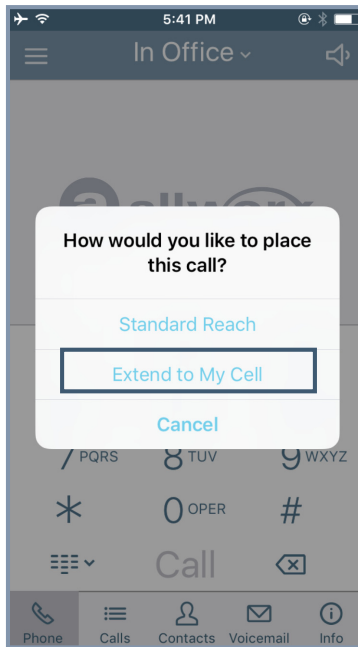 5:41 PM
In Office
allworx
How would you like to place
this call?
Standard Reach
Extend to My Cell
Cancel
7 PQRS 8 TUV 9 WXYZ
* 0 OPER #
Call
Phone Calls Contacts Voicemail Info